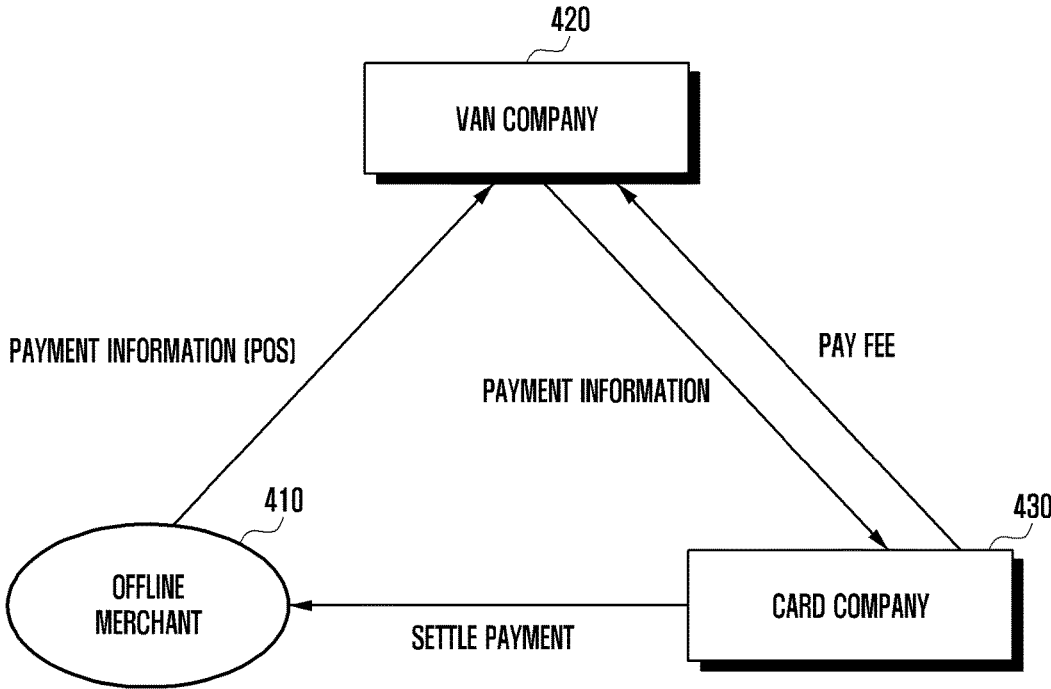 420
VAN COMPANY
PAYMENT INFORMATION (POS)
PAY FEE
PAYMENT INFORMATION
410
430
OFFLINE
MERCHANT
CARD COMPANY
SETTLE PAYMENT